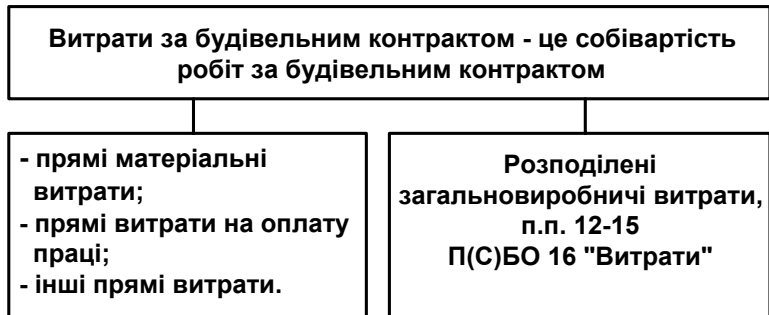 Витрати за будівельним контрактом - це собівартість
робіт за будівельним контрактом
- прямі матеріальні
витрати;
- прямі витрати на оплату
праці;
- інші прямі витрати.
Розподілені
загальновиробничі витрати,
п.п. 12-15
П(С)БО 16 "Витрати"